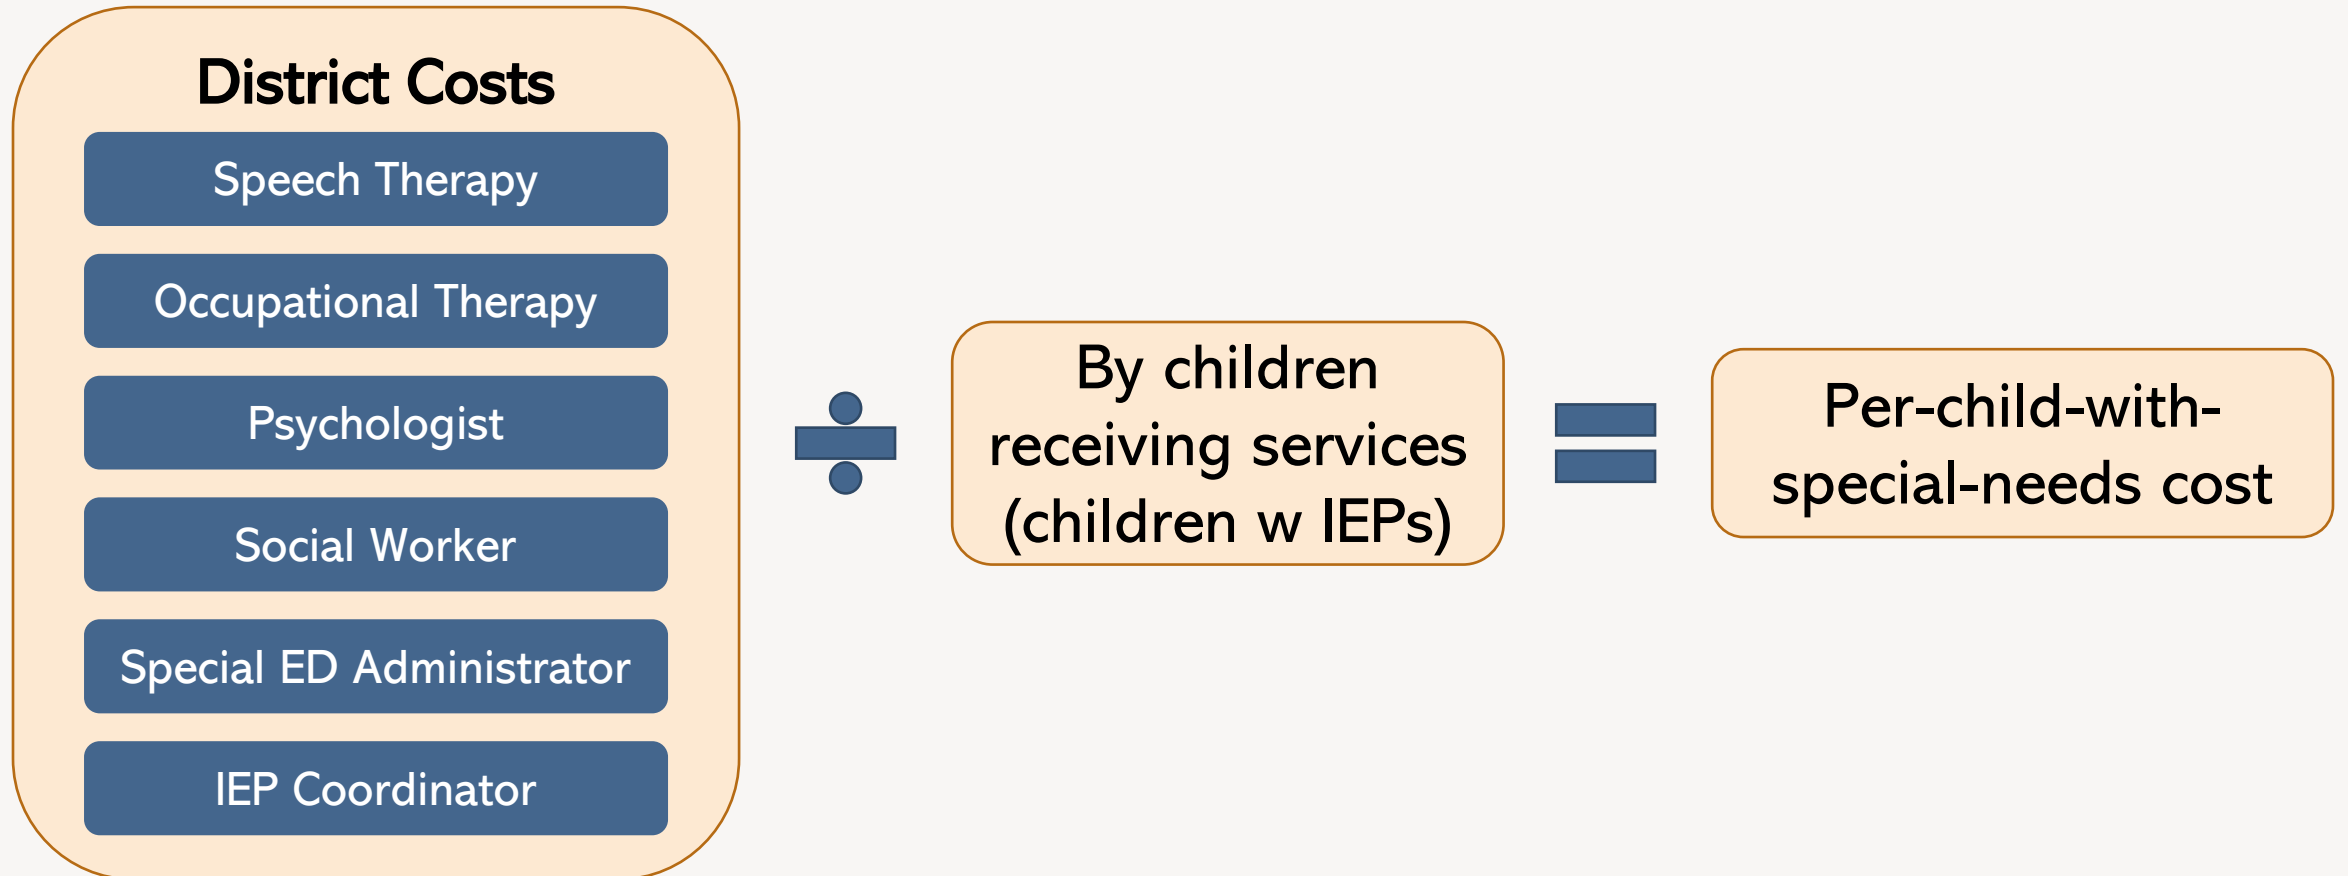 District Costs
Speech Therapy
Occupational Therapy
Psychologist
Social Worker
Special ED Administrator
IEP Coordinator
By children
receiving services
(children w IEPs)
Per-child-with-
special-needs cost